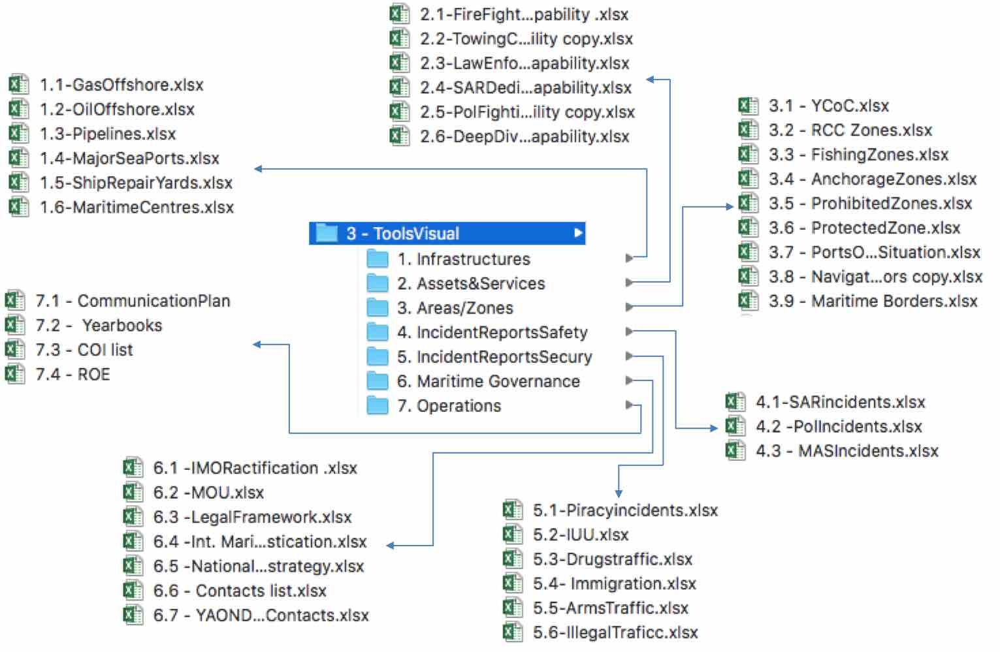 2.1-FireFight...pability .xlsx
2.2-TowingC...ility copy.xlsx
2.3-LawEnfo...apability.xlsx
2.4-SARDedi...apability.xlsx
2.5-PolFighti...ility copy.xlsx
2.6-DeepDiv...apability.xlsx
1.1-GasOffshore.xlsx
1.2-OilOffshore.xlsx
1.3-Pipelines.xlsx
1.4-MajorSeaPorts.xlsx
1.5-ShipRepairYards.xlsx
1.6-MaritimeCentres.xlsx
3.1 - YCoC.xlsx
3.2 - RCC Zones.xlsx
3.3 - FishingZones.xlsx
3.4 - AnchorageZones.xlsx
3.5 - ProhibitedZones.xlsx
3.6 - ProtectedZone.xlsx
3.7 - PortsO...Situation.xlsx
3.8 - Navigat...ors copy.xlsx
3.9 - Maritime Borders.xlsx
3 - ToolsVisual
1. Infrastructures
2. Assets&Services
3. Areas/Zones
4. IncidentReportsSafety
5. IncidentReportsSecury
6. Maritime Governance
7. Operations
7.1 - CommunicationPlan
7.2 - Yearbooks
7.3 - COI list
7.4 - ROE
4.1-SARincidents.xlsx
4.2 -PolIncidents.xlsx
4.3 - MASIncidents.xlsx
6.1 -IMORactification .xlsx
6.2 -MOU.xlsx
6.3 -LegalFramework.xlsx
6.4 -Int. Mari...stication.xlsx
6.5 -National...strategy.xlsx
6.6 - Contacts list.xlsx
6.7 - YAOND...Contacts.xlsx
5.1-Piracyincidents.xlsx
5.2-IUU.xlsx
5.3-Drugstraffic.xlsx
5.4- Immigration.xlsx
5.5-ArmsTraffic.xlsx
5.6-IllegalTraficc.xlsx